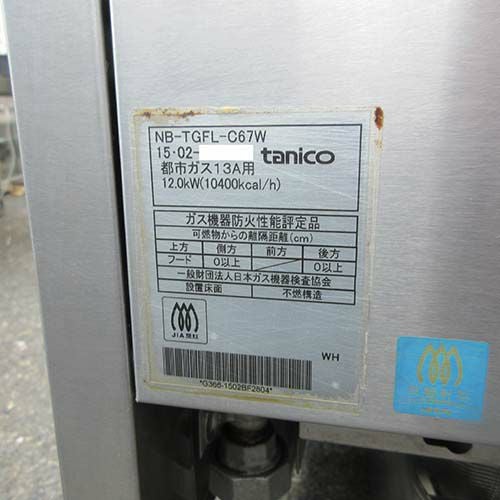 NB-TGFL-C67W
15・02- tanico
都市ガス13A用
12.0kW(10400kcal/h)
ガス機器防火性能評定品
可燃物からの離隔距離(cm)
上方 側方 前方 後方
フード 0以上 0以上
一般財団法人日本ガス機器検査協会
設置床面 不燃構造
JIA
WH
*G366-1502BF2804*